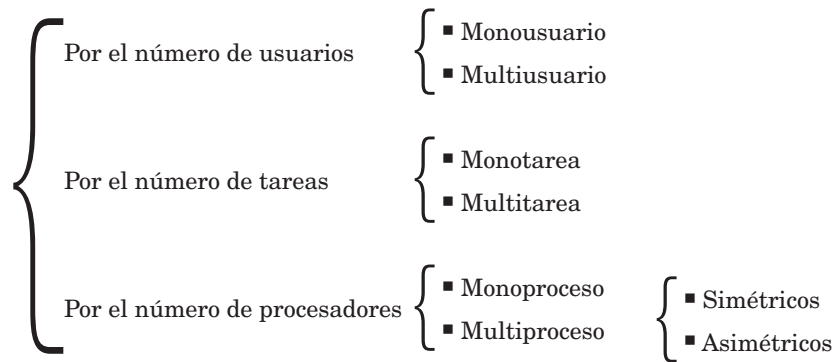 Por el número de usuarios
▪ Monousuario
▪ Multiusuario
Por el número de tareas
▪ Monotarea
▪ Multitarea
Por el número de procesadores
▪ Monoproceso
▪ Multiproceso
▪ Simétricos
▪ Asimétricos